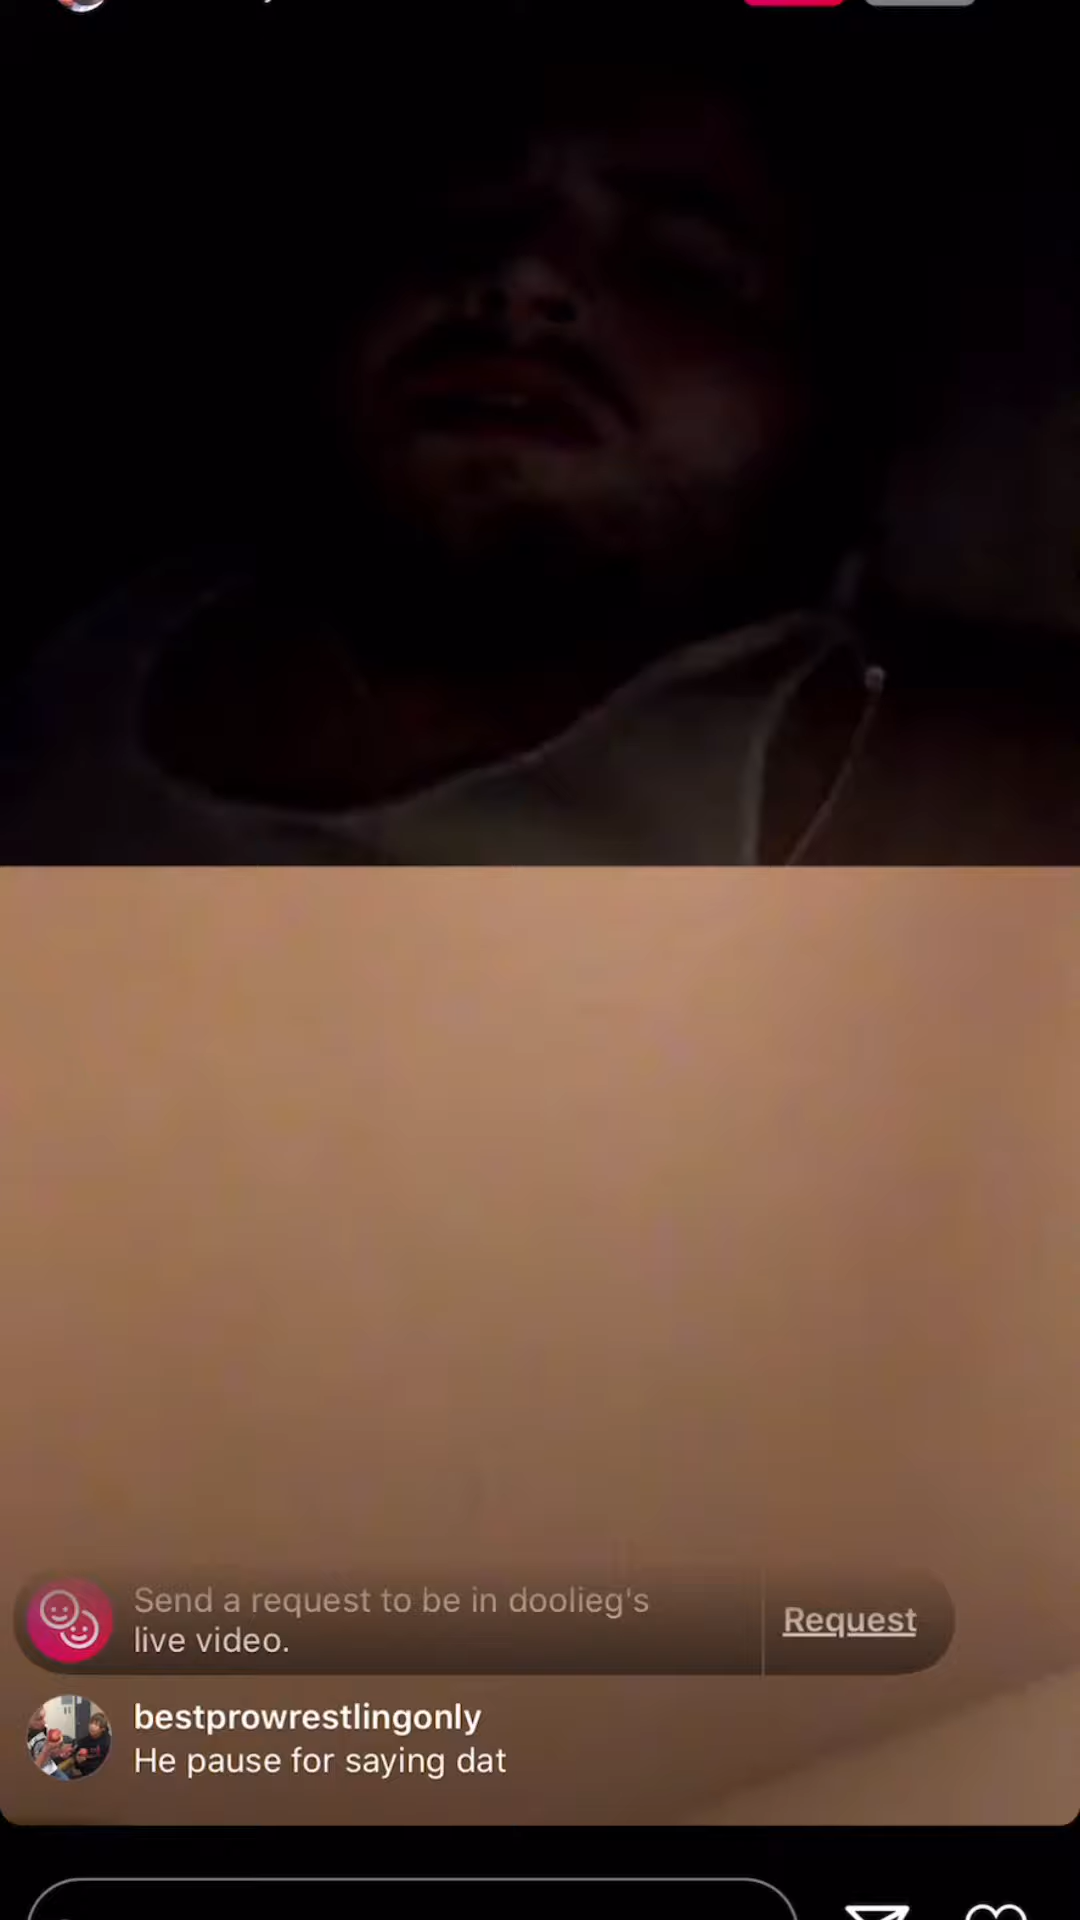 Send a request to be in doolieg's
live video.
Request
bestprowrestlingonly
He pause for saying dat